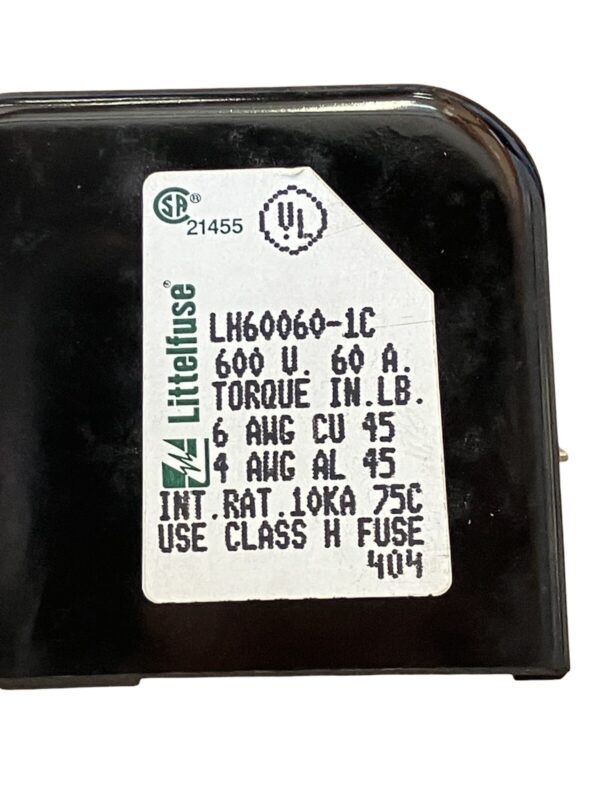 SA®
21455
UL
Littelfuse®
LH60060-1C
600 V. 60 A.
TORQUE IN.LB.
6 AWG CU 45
4 AWG AL 45
INT.RAT.10KA 75C
USE CLASS H FUSE
404